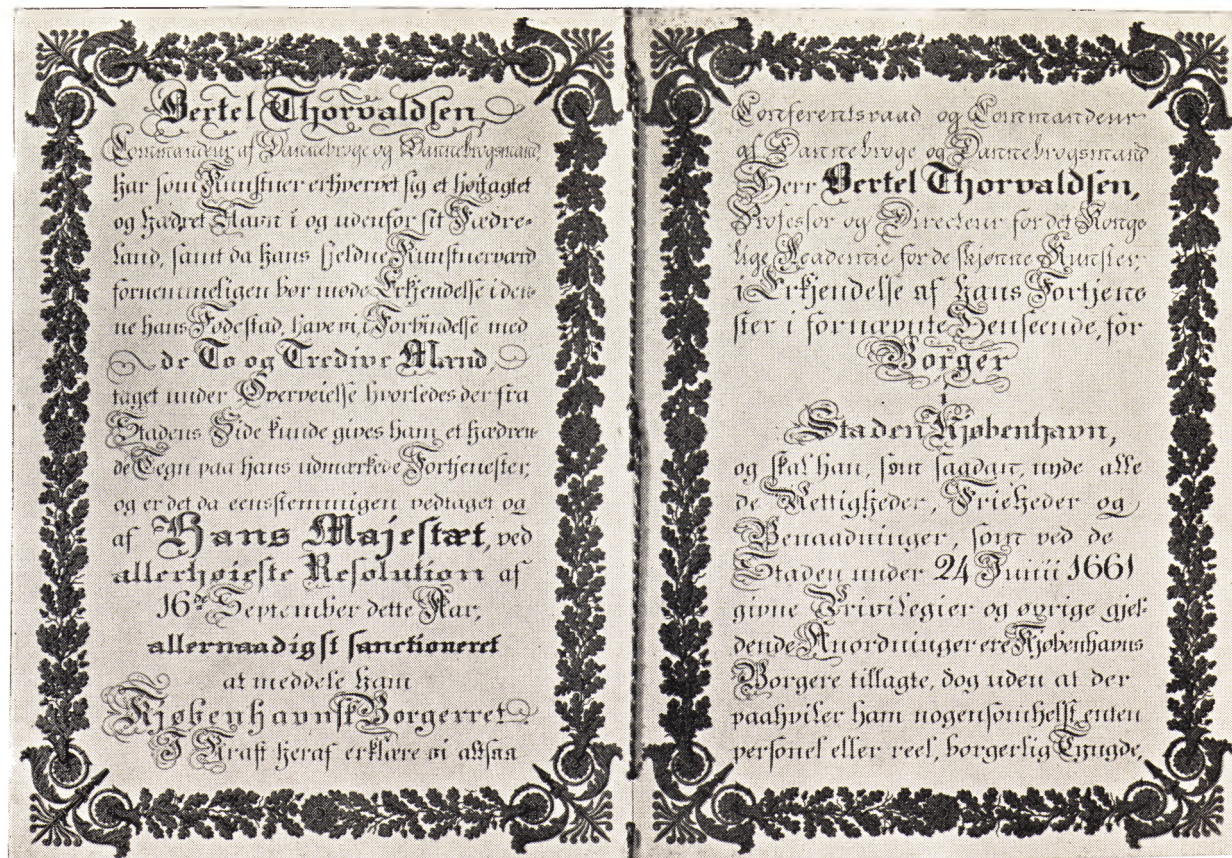 Bertel Thorvaldsen,
Commandeur af Dannebroge og Dannebrogsmand,
har som Kunstner erhvervet sig et høitagtet
og hædret Navn i og udenfor sit Fædre-
land, samt da hans sjeldne Kunstnerværd
fornemmeligen bør møde Erkjendelse i den-
ne hans Fødestad, have vi, i Forbindelse med
de To og Tredive Mænd,
taget under Overveielse hvorledes der fra
Stadens Side kunde gives ham et hædren-
de Tegn paa hans udmærkede Fortjenester,
og er det da eensstemmigen vedtaget og
af Hans Majestæt, ved
allerhøieste Resolution af
16de September dette Aar,
allernaadigst sanctioneret
at meddele ham
Kjøbenhavnsk Borgerret.
I Kraft heraf erklære vi altsaa
Conferentsraad og Commandeur
af Dannebroge og Dannebrogsmand
Herr Bertel Thorvaldsen,
Professor og Directeur for det Konge
lige Academie for de skjønne Kunster,
i Erkjendelse af hans Fortjene
ster i fornævnte Henseende, for
Borger
i
Staden Kjøbenhavn,
og skal han, som saadan, nyde alle
de Rettigheder, Friheder og
Benaadninger, som ved de
Staden under 24 Junii 1661
givne Privilegier og øvrige gjel-
dende Anordninger ere Kjøbenhavns
Borgere tillagte, dog uden at der
paahviler ham nogensomhelst, enten
personel eller reel, borgerlig Tyngde,